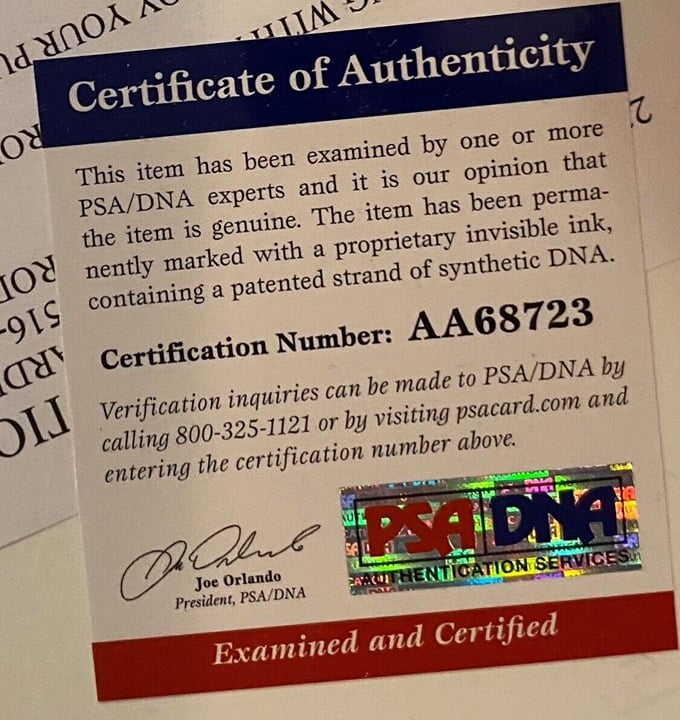 Certificate of Authenticity
This item has been examined by one or more
PSA/DNA experts and it is our opinion that
the item is genuine. The item has been perma-
nently marked with a proprietary invisible ink,
containing a patented strand of synthetic DNA.
Certification Number: AA68723
Verification inquiries can be made to PSA/DNA by
calling 800-325-1121 or by visiting psacard.com and
entering the certification number above.
Joe Orlando
President, PSA/DNA
PSA DNA
AUTHENTICATION SERVICES
Examined and Certified
YOUR
WITH